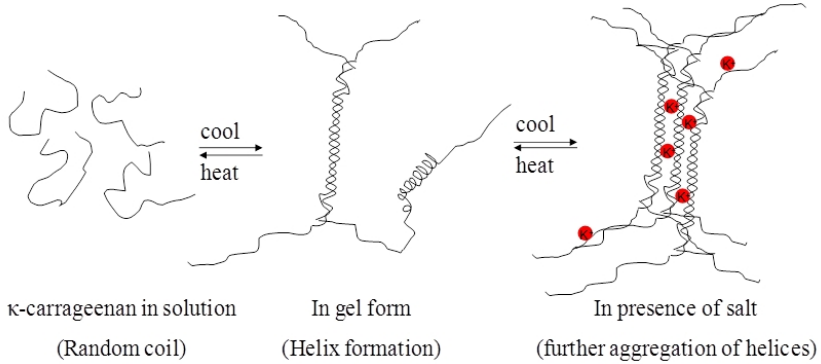 cool
heat
cool
heat
K+
K+
K+
K+
K+
K+
κ-carrageenan in solution
(Random coil)
In gel form
(Helix formation)
In presence of salt
(further aggregation of helices)